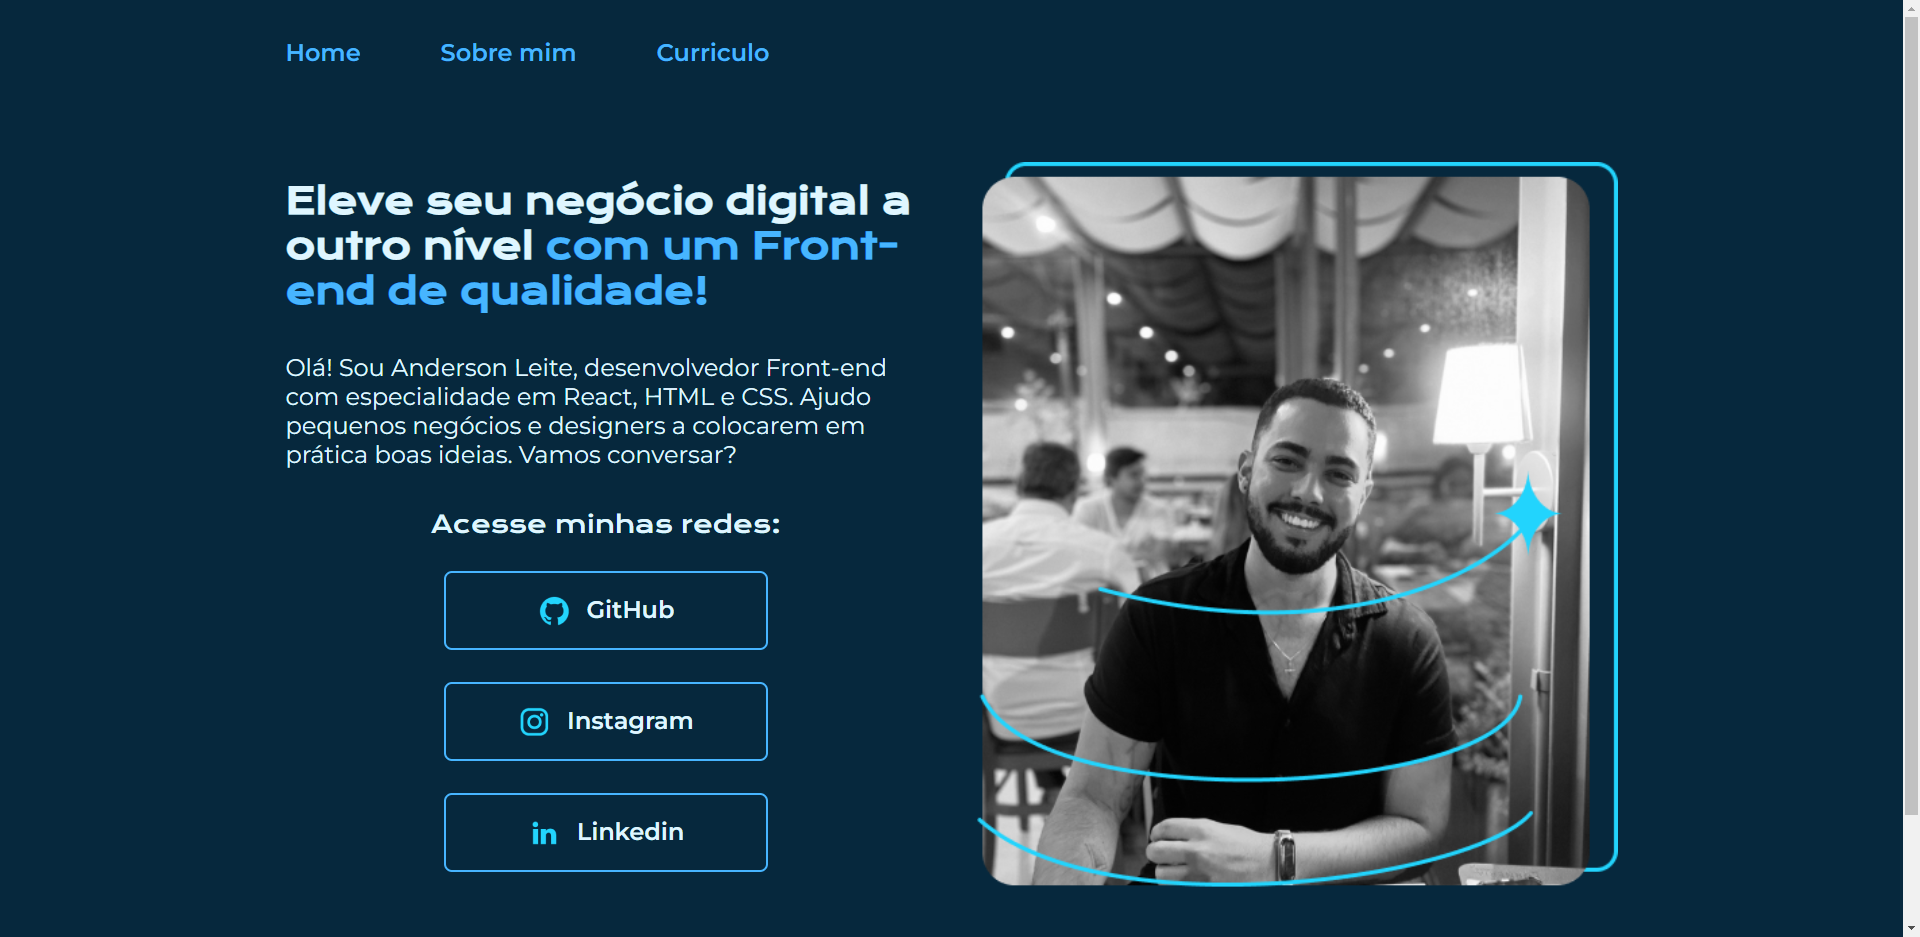 Home Sobre mim Curriculo
Eleve seu negócio digital a
outro nível com um Front-
end de qualidade!
Olá! Sou Anderson Leite, desenvolvedor Front-end
com especialidade em React, HTML e CSS. Ajudo
pequenos negócios e designers a colocarem em
prática boas ideias. Vamos conversar?
Acesse minhas redes:
GitHub
Instagram
Linkedin